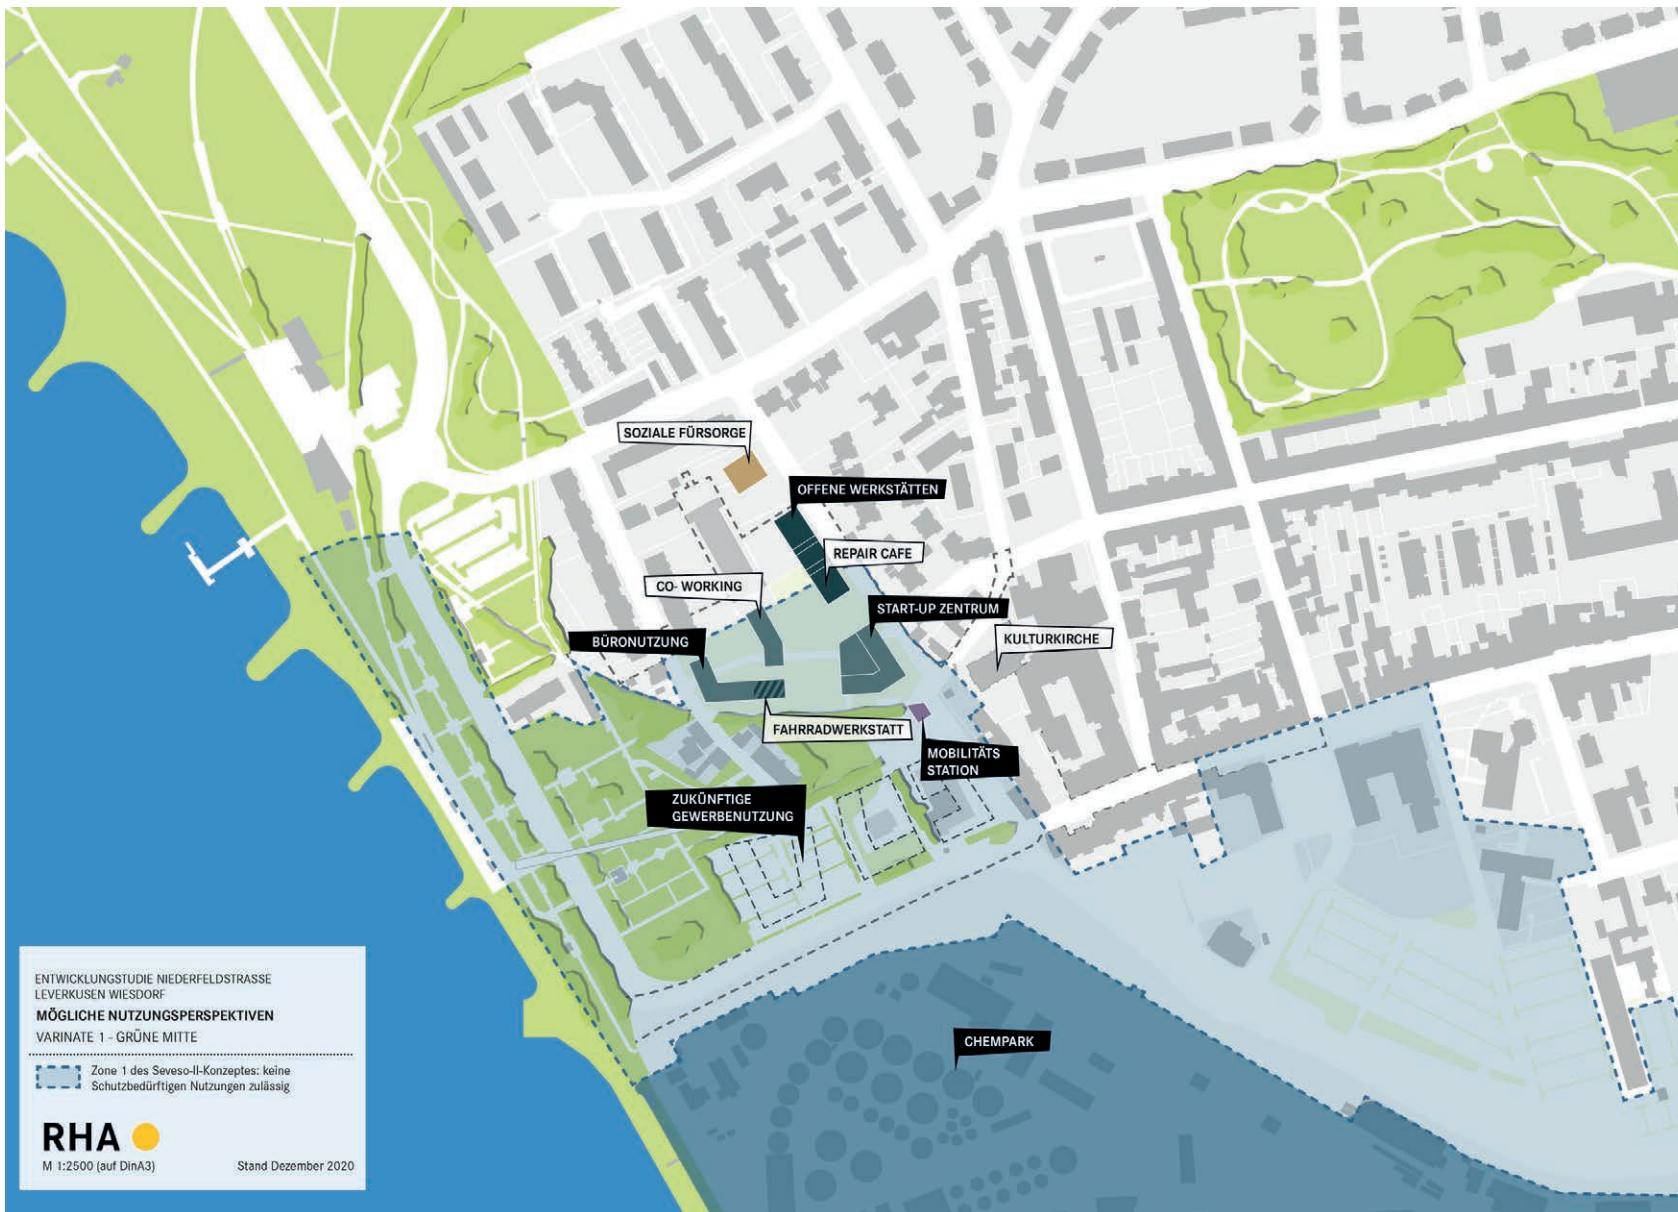 SOZIALE FÜRSORGE
OFFENE WERKSTÄTTEN
REPAIR CAFE
CO- WORKING
START-UP ZENTRUM
BÜRONUTZUNG
KULTURKIRCHE
FAHRRADWERKSTATT
MOBILITÄTS
STATION
ZUKÜNFTIGE
GEWERBENUTZUNG
CHEMPARK
ENTWICKLUNGSTUDIE NIEDERFELDSTRASSE
LEVERKUSEN WIESDORF
MÖGLICHE NUTZUNGSPERSPEKTIVEN
VARINATE 1 - GRÜNE MITTE
Zone 1 des Seveso-II-Konzeptes: keine
Schutzbedürftigen Nutzungen zulässig
RHA
M 1:2500 (auf DinA3)
Stand Dezember 2020